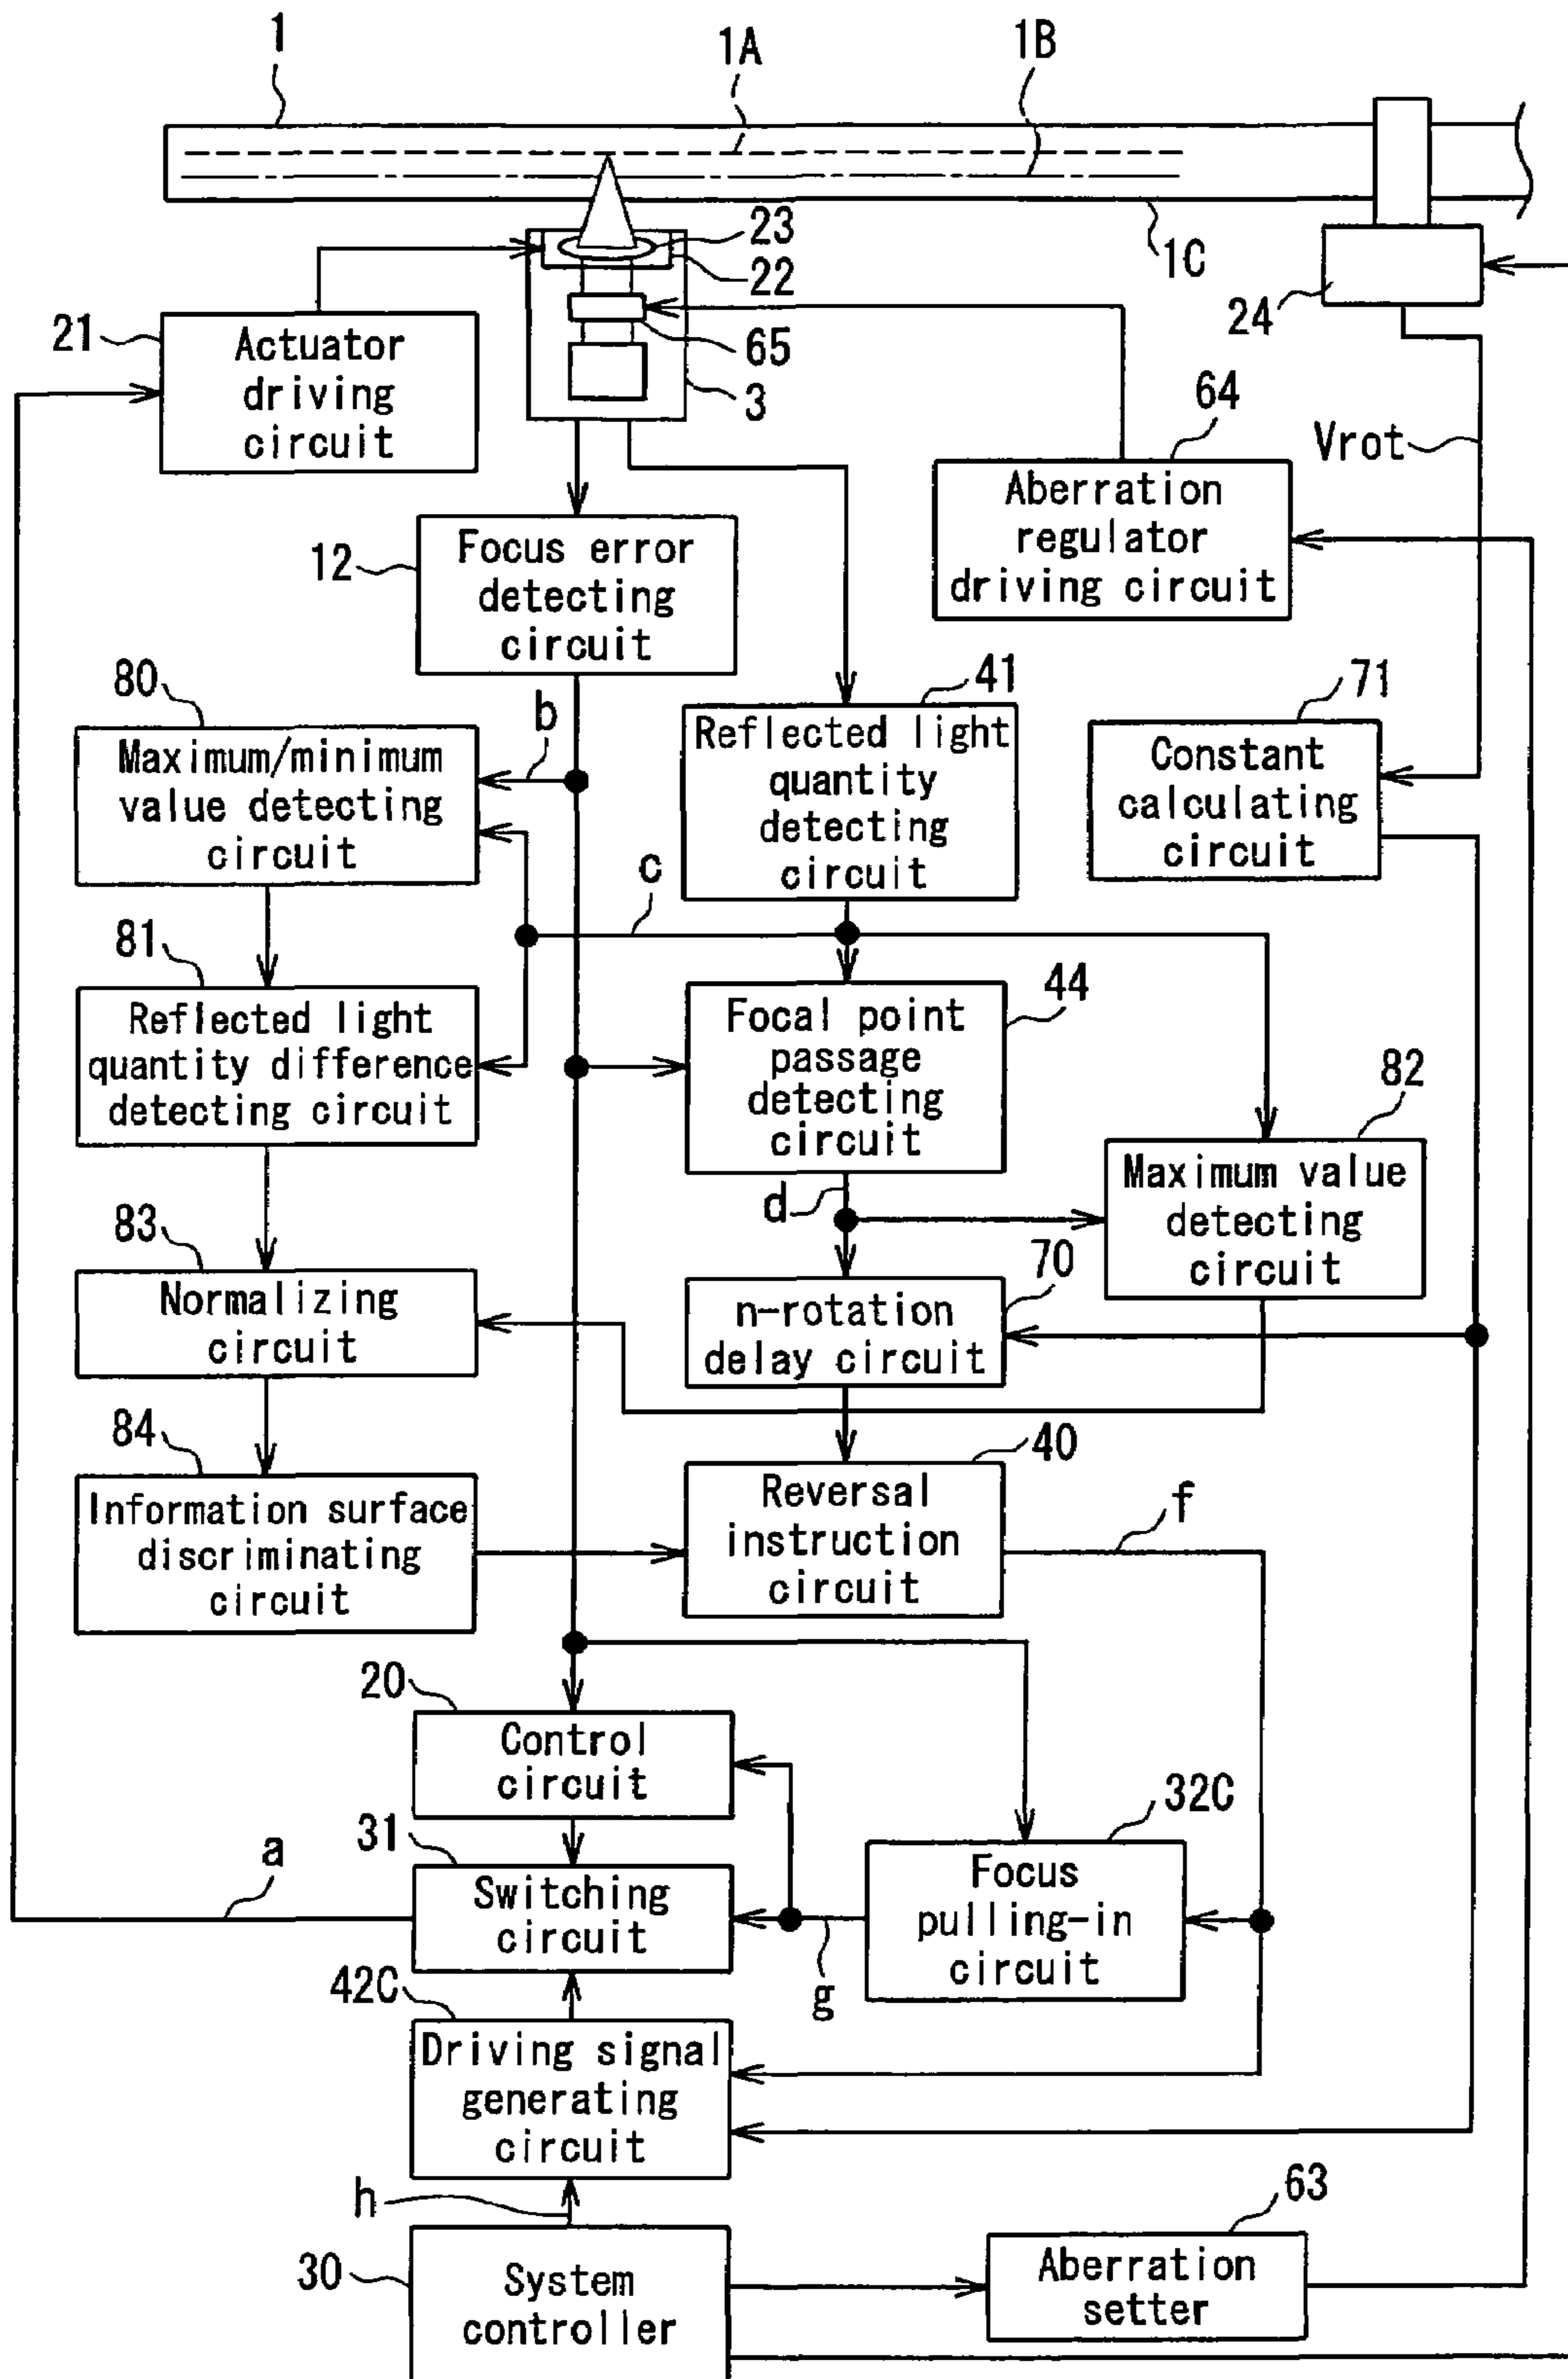 1
1A
1B
23
22
1C
24
65
3
21
Actuator
driving
circuit
64
Vrot
Aberration
regulator
driving circuit
12
Focus error
detecting
circuit
80
b
41
71
Maximum/minimum
value detecting
circuit
Reflected light
quantity
detecting
circuit
Constant
calculating
circuit
c
81
44
Reflected light
quantity difference
detecting circuit
Focal point
passage
detecting
circuit
82
d
Maximum value
detecting
circuit
83
70
Normalizing
circuit
n-rotation
delay circuit
84
40
Information surface
discriminating
circuit
Reversal
instruction
circuit
f
20
Control
circuit
32C
31
a
Switching
circuit
Focus
pulling-in
circuit
g
42C
Driving signal
generating
circuit
h
63
30
System
controller
Aberration
setter